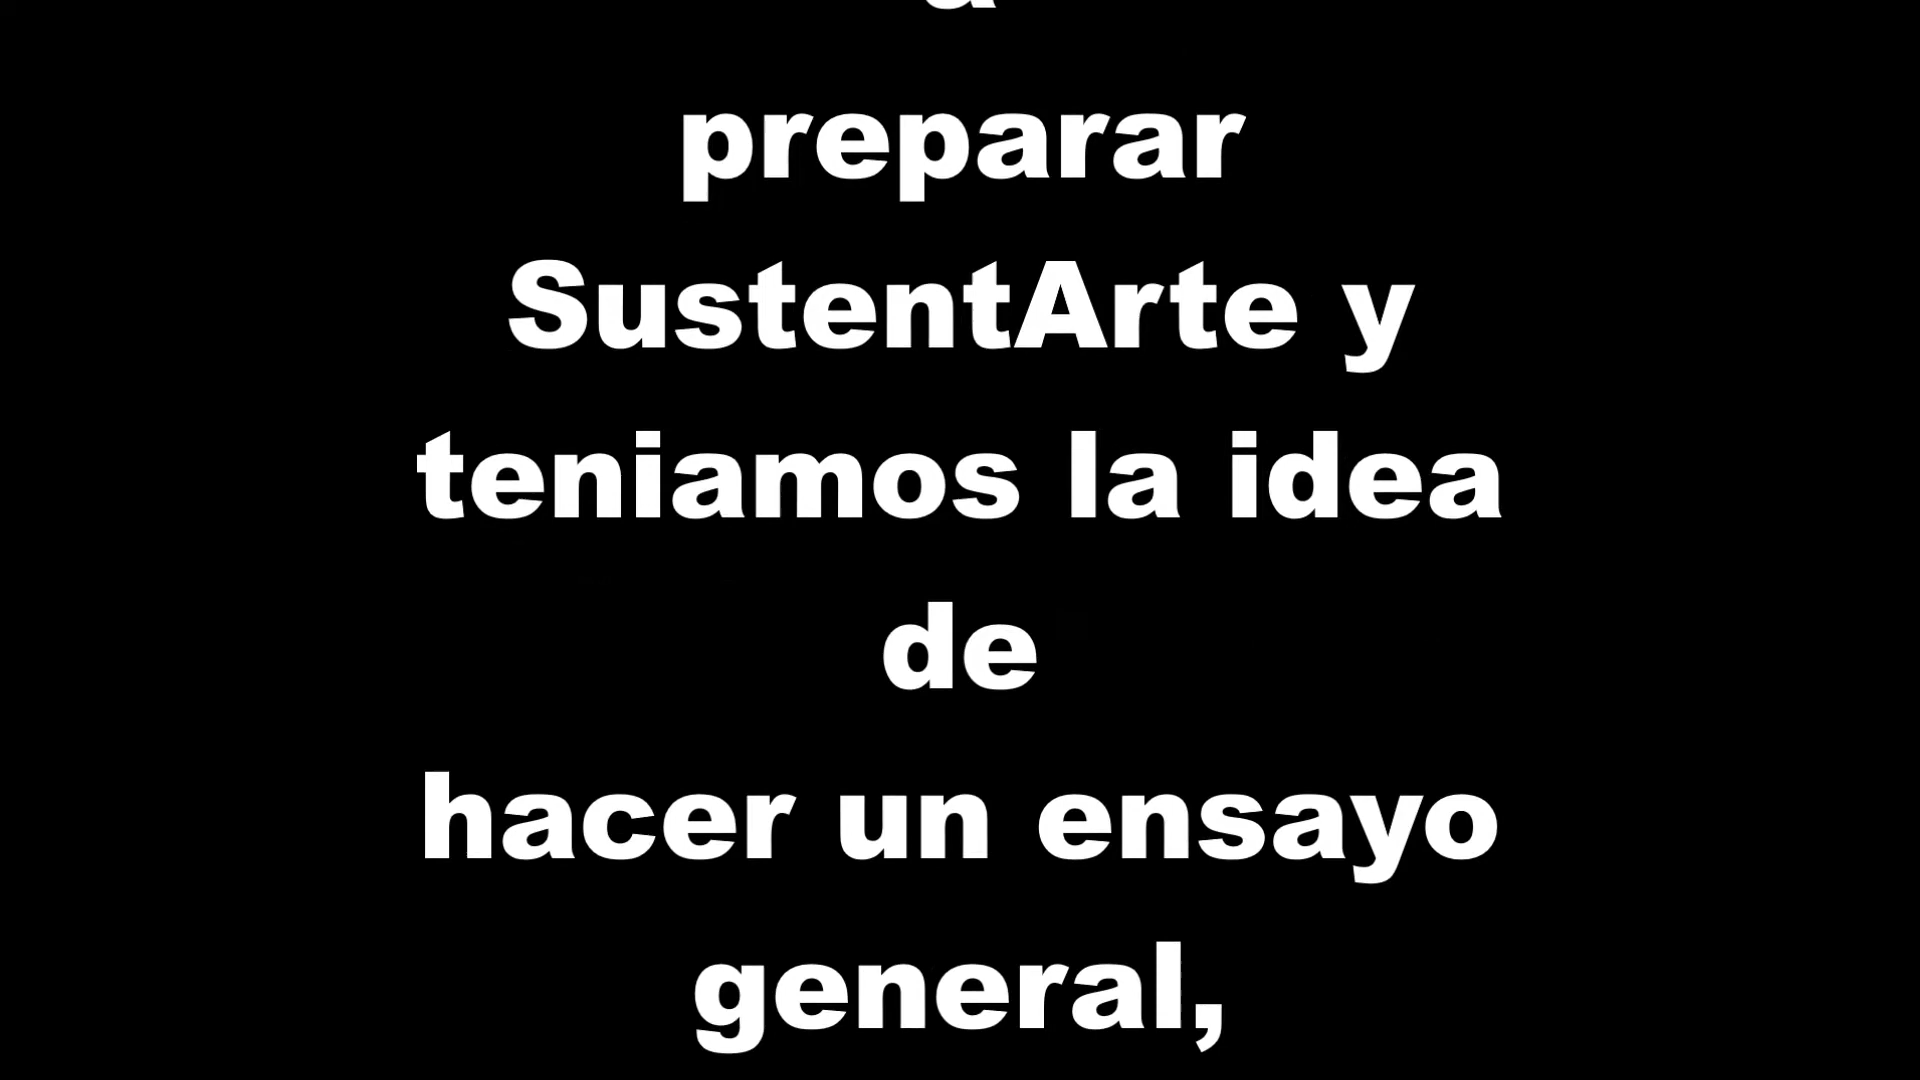 preparar
SustentArte y
teniamos la idea
de
hacer un ensayo
general,